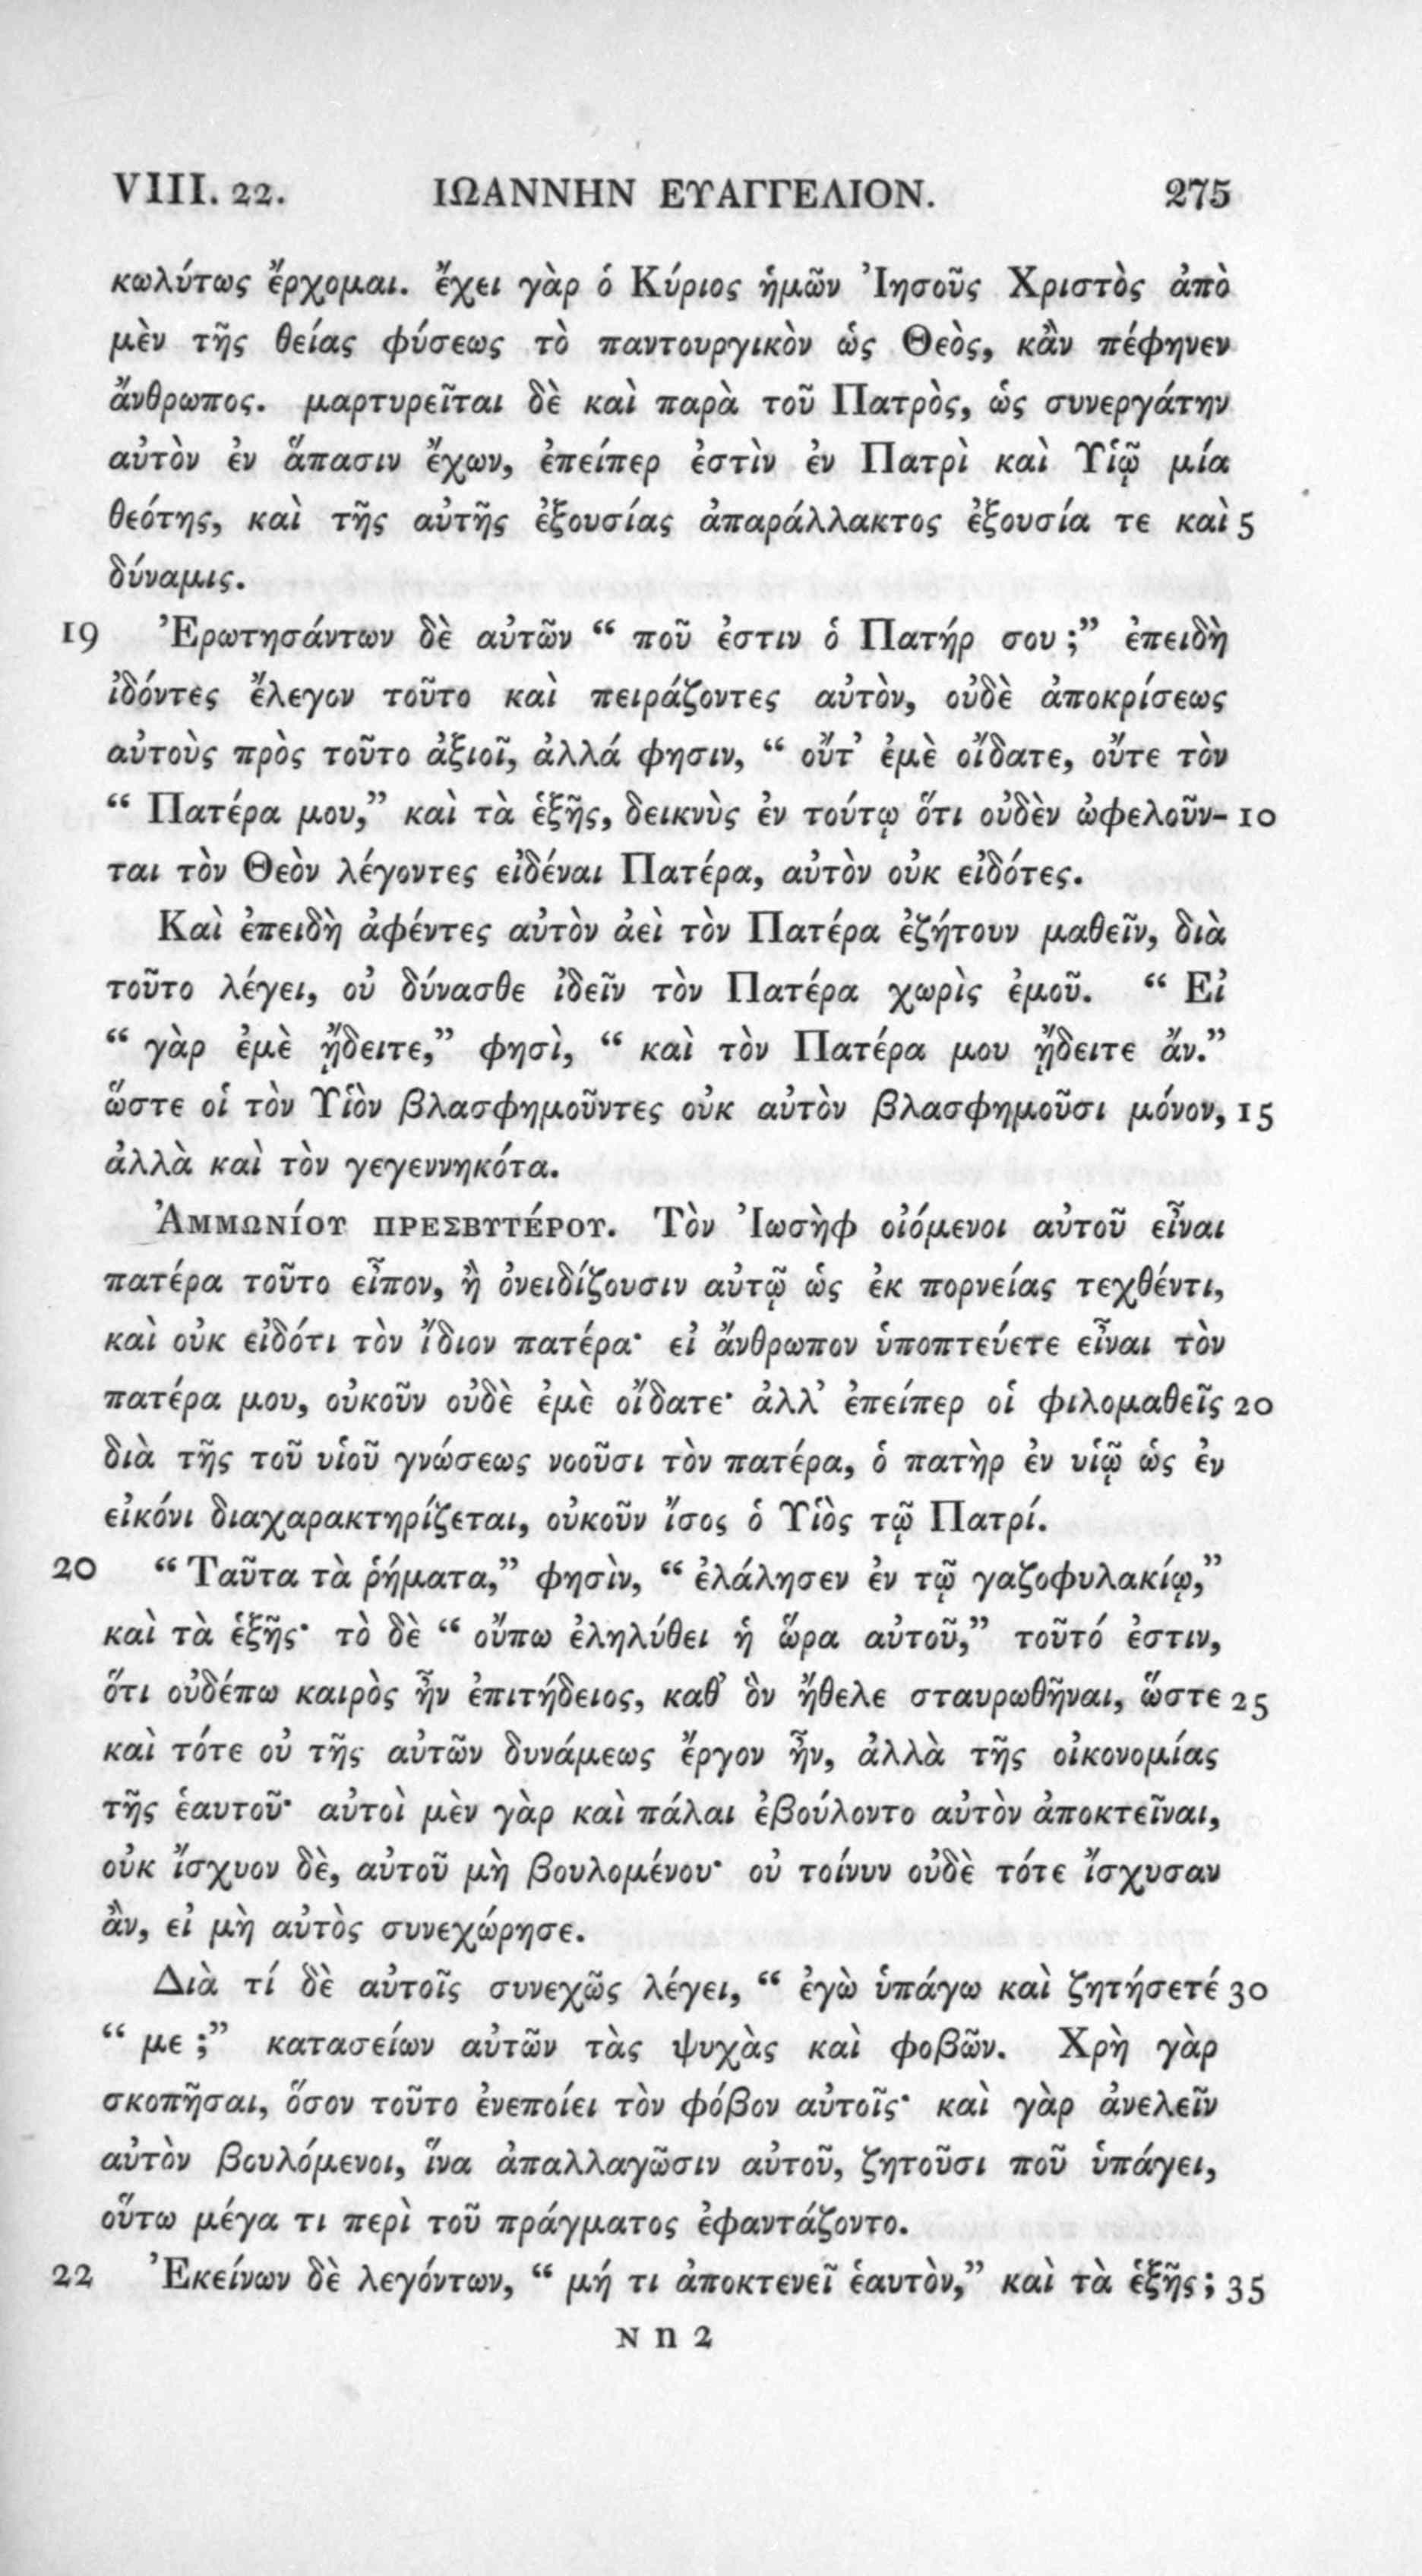 VIII. 22. ΙΩΑΝΝΗΝ ΕΥΑΓΓΕΛΙΟΝ. 275
κωλύτως ἔρχομαι. ἔχει γὰρ ὁ Κύριος ἡμῶν Ἰησοῦς Χριστὸς ἀπὸ
μὲν τῆς θείας φύσεως τὸ παντουργικὸν ὡς Θεὸς, κἂν πέφηνεν
ἄνθρωπος. μαρτυρεῖται δὲ καὶ παρὰ τοῦ Πατρὸς, ὡς συνεργάτην
αὐτὸν ἐν ἅπασιν ἔχων, ἐπείπερ ἐστὶν ἐν Πατρὶ καὶ Υἱῷ μία
θεότης, καὶ τῆς αὐτῆς ἐξουσίας ἀπαράλλακτος ἐξουσία τε καὶ 5
δύναμις.
19 Ἐρωτησάντων δὲ αὐτῶν “ ποῦ ἐστιν ὁ Πατήρ σου ;” ἐπειδὴ
ἰδόντες ἔλεγον τοῦτο καὶ πειράζοντες αὐτὸν, οὐδὲ ἀποκρίσεως
αὐτοὺς πρὸς τοῦτο ἀξιοῖ, ἀλλά φησιν, “ οὔτ’ ἐμὲ οἴδατε, οὔτε τὸν
“ Πατέρα μου,” καὶ τὰ ἑξῆς, δεικνὺς ἐν τούτῳ ὅτι οὐδὲν ὠφελοῦν- 10
ται τὸν Θεὸν λέγοντες εἰδέναι Πατέρα, αὐτὸν οὐκ εἰδότες.
Καὶ ἐπειδὴ ἀφέντες αὐτὸν ἀεὶ τὸν Πατέρα ἐζήτουν μαθεῖν, διὰ
τοῦτο λέγει, οὐ δύνασθε ἰδεῖν τὸν Πατέρα χωρὶς ἐμοῦ. “ Εἰ
“ γὰρ ἐμὲ ᾔδειτε,” φησὶ, “ καὶ τὸν Πατέρα μου ᾔδειτε ἄν.”
ὥστε οἱ τὸν Υἱὸν βλασφημοῦντες οὐκ αὐτὸν βλασφημοῦσι μόνον, 15
ἀλλὰ καὶ τὸν γεγεννηκότα.
Ἀμμωνίου πρεσβυτέρου. Τὸν Ἰωσὴφ οἰόμενοι αὐτοῦ εἶναι
πατέρα τοῦτο εἶπον, ἢ ὀνειδίζουσιν αὐτῷ ὡς ἐκ πορνείας τεχθέντι,
καὶ οὐκ εἰδότι τὸν ἴδιον πατέρα· εἰ ἄνθρωπον ὑποπτεύετε εἶναι τὸν
πατέρα μου, οὐκοῦν οὐδὲ ἐμὲ οἴδατε· ἀλλ’ ἐπείπερ οἱ φιλομαθεῖς 20
διὰ τῆς τοῦ υἱοῦ γνώσεως νοοῦσι τὸν πατέρα, ὁ πατὴρ ἐν υἱῷ ὡς ἐν
εἰκόνι διαχαρακτηρίζεται, οὐκοῦν ἴσος ὁ Υἱὸς τῷ Πατρί.
20 “ Ταῦτα τὰ ῥήματα,” φησὶν, “ ἐλάλησεν ἐν τῷ γαζοφυλακίῳ,”
καὶ τὰ ἑξῆς· τὸ δὲ “ οὔπω ἐληλύθει ἡ ὥρα αὐτοῦ,” τοῦτό ἐστιν,
ὅτι οὐδέπω καιρὸς ἦν ἐπιτήδειος, καθ’ ὃν ἤθελε σταυρωθῆναι, ὥστε 25
καὶ τότε οὐ τῆς αὐτῶν δυνάμεως ἔργον ἦν, ἀλλὰ τῆς οἰκονομίας
τῆς ἑαυτοῦ· αὐτοὶ μὲν γὰρ καὶ πάλαι ἐβούλοντο αὐτὸν ἀποκτεῖναι,
οὐκ ἴσχυον δὲ, αὐτοῦ μὴ βουλομένου· οὐ τοίνυν οὐδὲ τότε ἴσχυσαν
ἂν, εἰ μὴ αὐτὸς συνεχώρησε.
Διὰ τί δὲ αὐτοῖς συνεχῶς λέγει, “ ἐγὼ ὑπάγω καὶ ζητήσετέ 30
“ με ;” κατασείων αὐτῶν τὰς ψυχὰς καὶ φοβῶν. Χρὴ γὰρ
σκοπῆσαι, ὅσον τοῦτο ἐνεποίει τὸν φόβον αὐτοῖς· καὶ γὰρ ἀνελεῖν
αὐτὸν βουλόμενοι, ἵνα ἀπαλλαγῶσιν αὐτοῦ, ζητοῦσι ποῦ ὑπάγει,
οὕτω μέγα τι περὶ τοῦ πράγματος ἐφαντάζοντο.
22 Ἐκείνων δὲ λεγόντων, “ μή τι ἀποκτενεῖ ἑαυτὸν,” καὶ τὰ ἑξῆς ; 35
N n 2